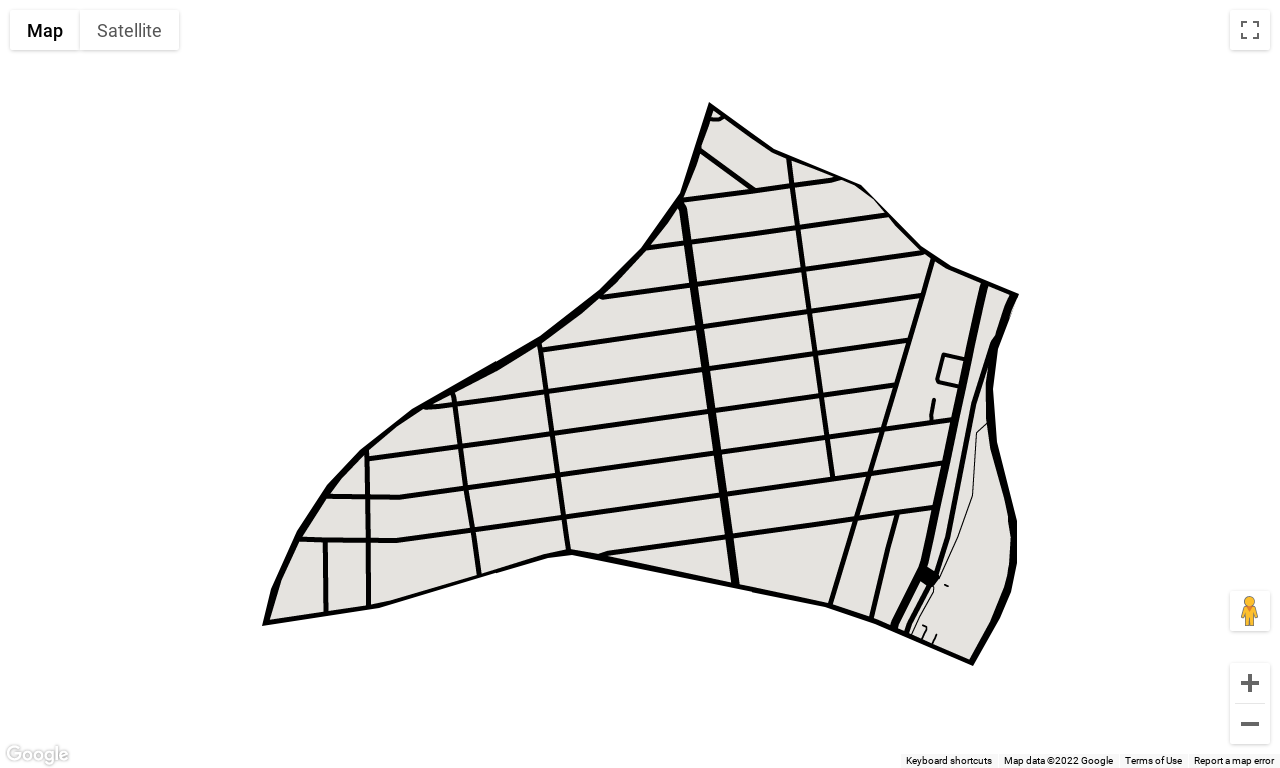 Map
Satellite
Google
Keyboard shortcuts
Map data ©2022 Google
Terms of Use
Report a map error